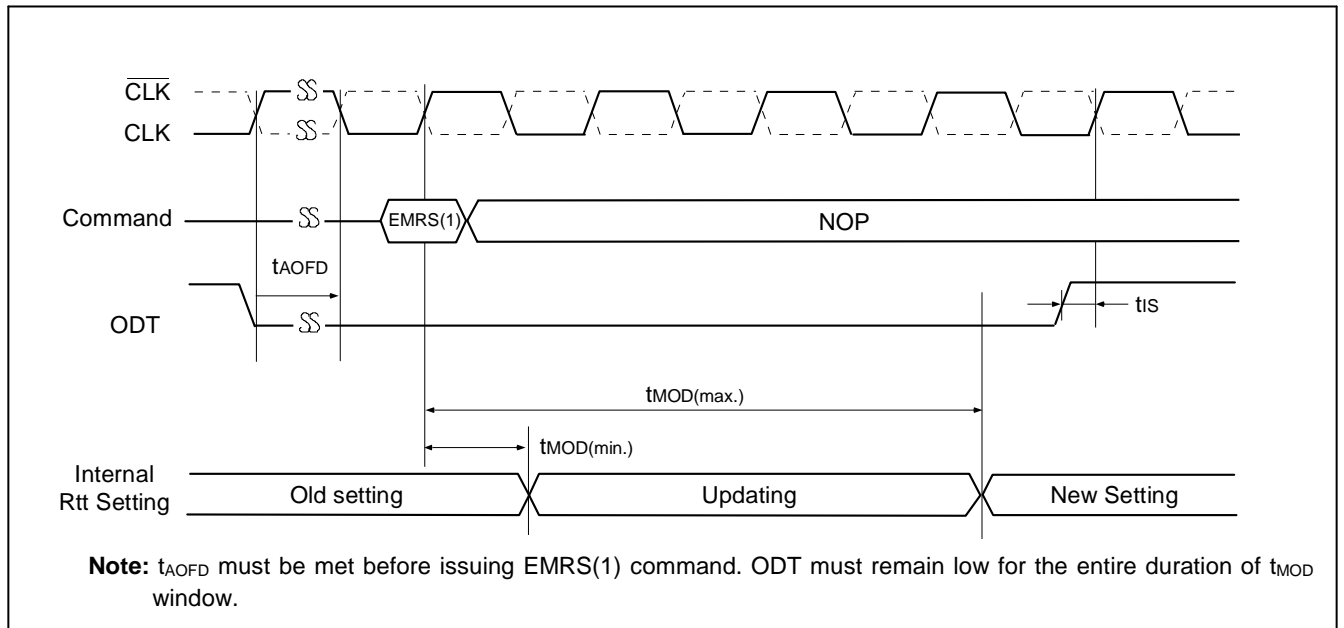 CLK
CLK
Command
EMRS(1)
NOP
tAOFD
ODT
tIS
tMOD(max.)
tMOD(min.)
Internal
Rtt Setting
Old setting
Updating
New Setting
Note: tAOFD must be met before issuing EMRS(1) command. ODT must remain low for the entire duration of tMOD
window.